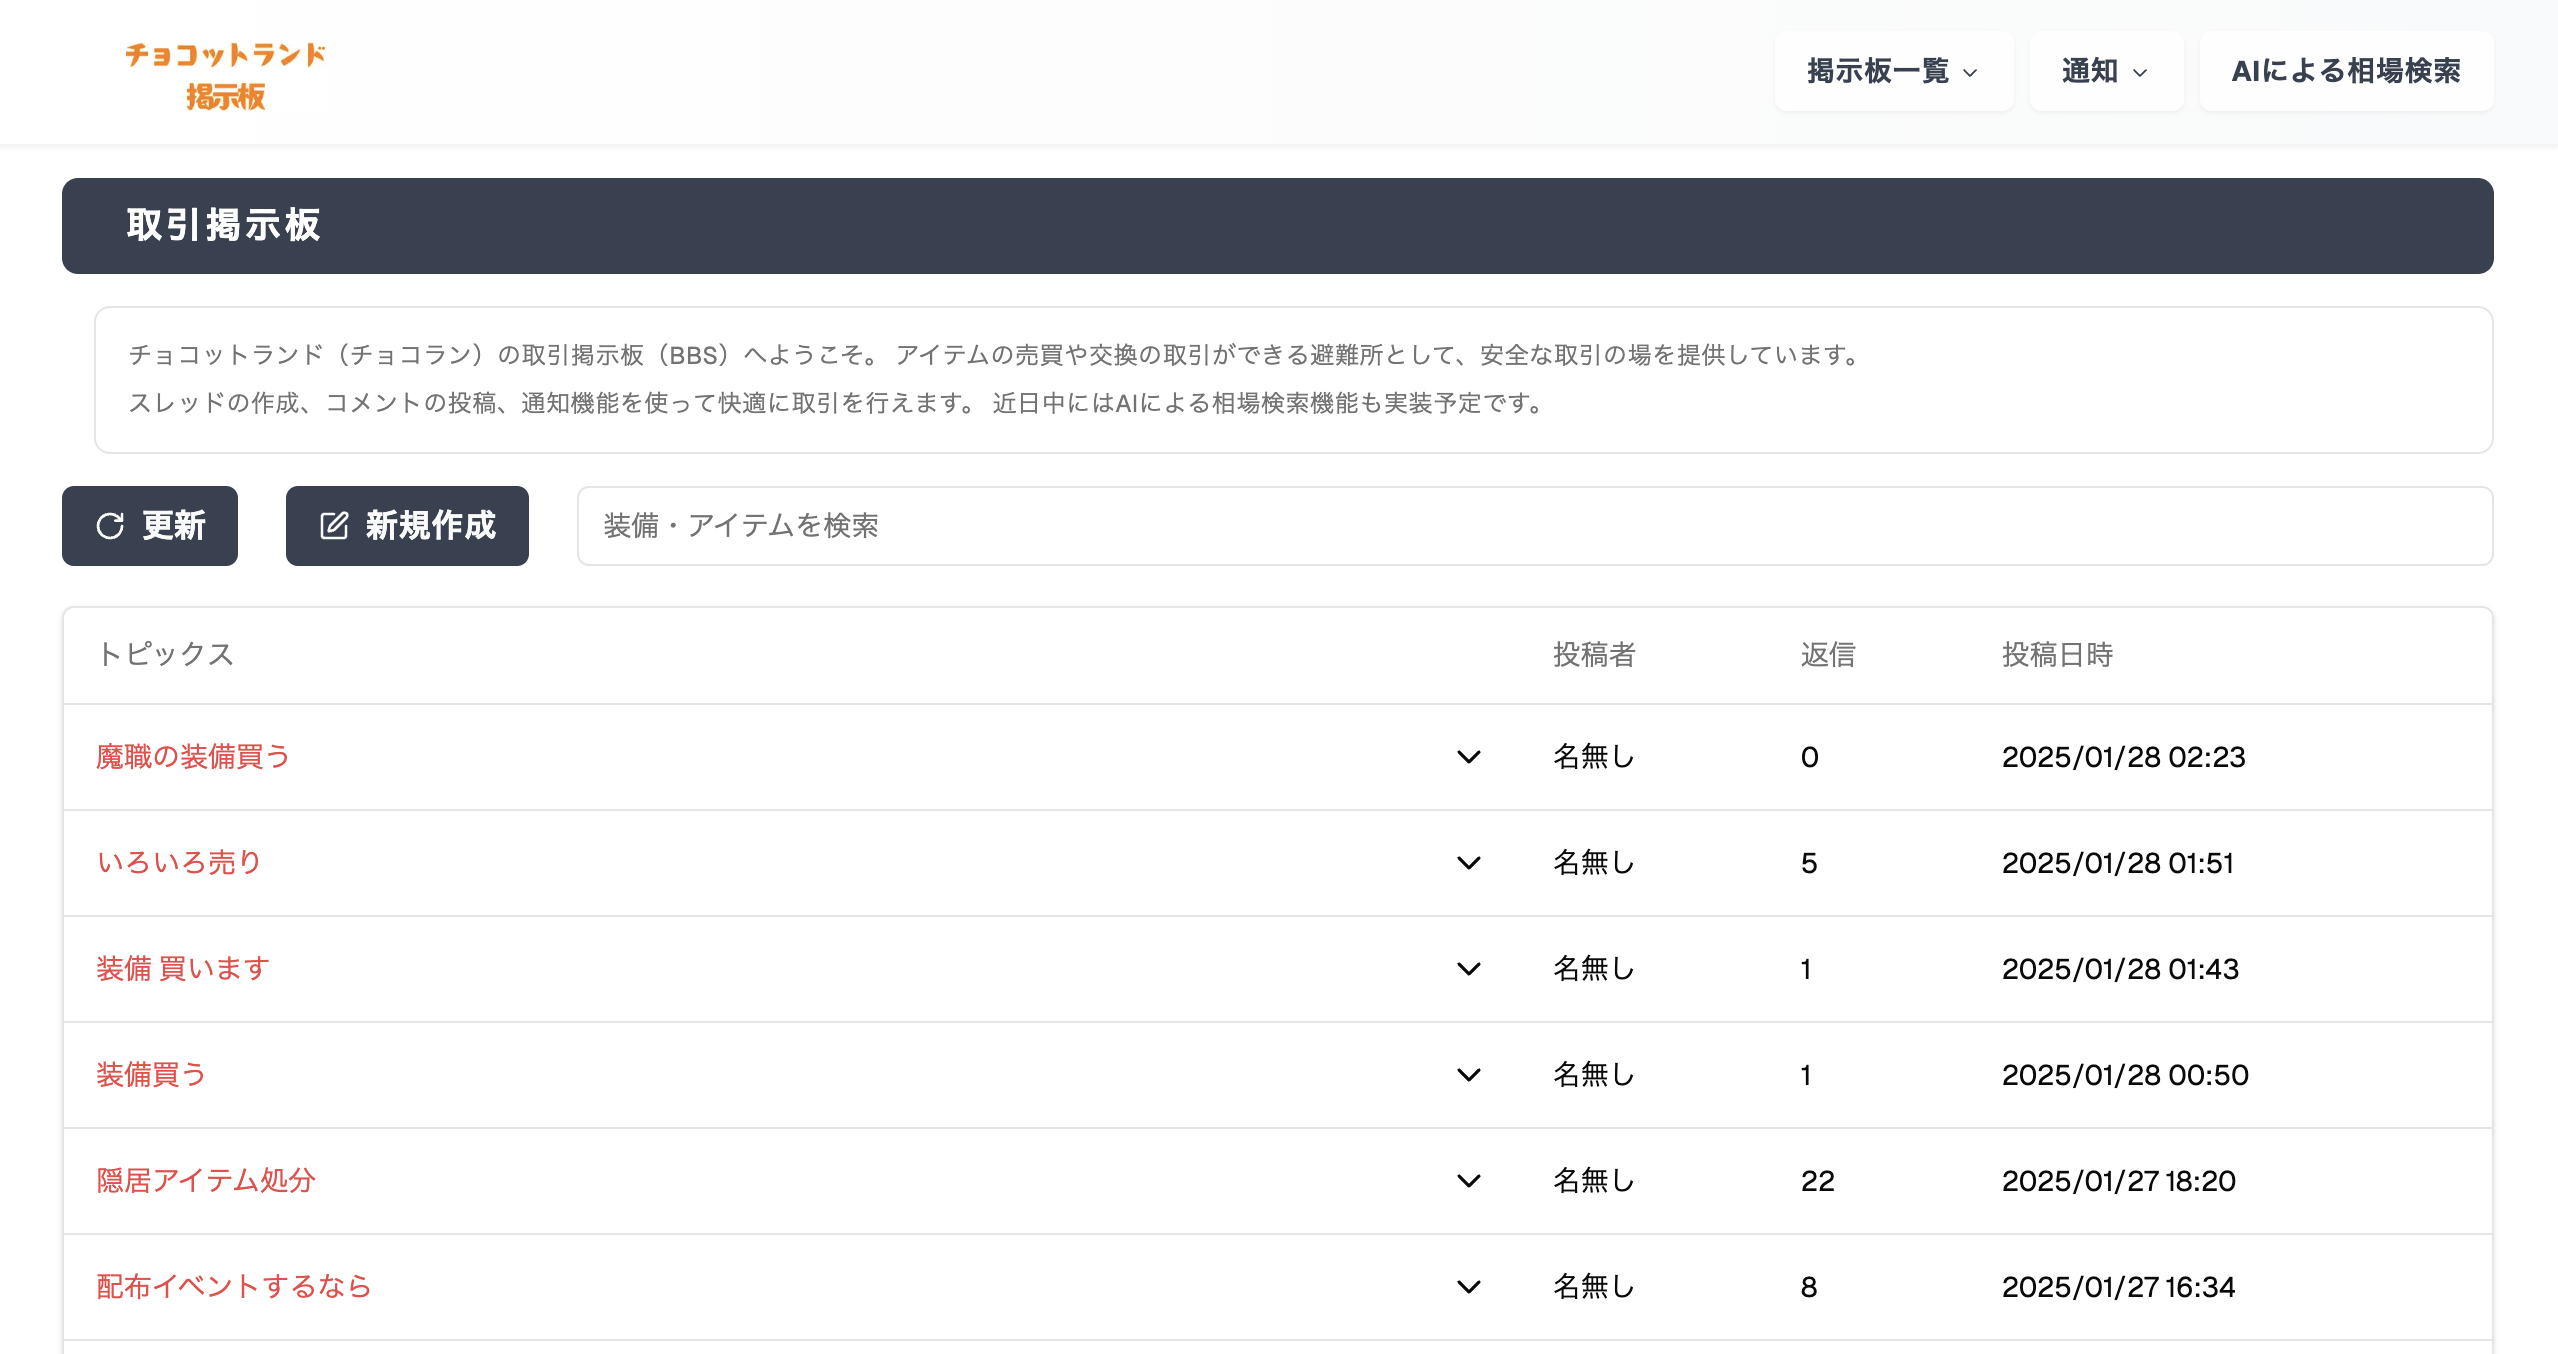 チョコットランド
掲示板
掲示板一覧 通知 AIによる相場検索
取引掲示板
チョコットランド（チョコラン）の取引掲示板（BBS）へようこそ。 アイテムの売買や交換の取引ができる避難所として、安全な取引の場を提供しています。
スレッドの作成、コメントの投稿、通知機能を使って快適に取引を行えます。 近日中にはAIによる相場検索機能も実装予定です。
更新 新規作成 装備・アイテムを検索
トピックス 投稿者 返信 投稿日時
魔職の装備買う 名無し 0 2025/01/28 02:23
いろいろ売り 名無し 5 2025/01/28 01:51
装備 買います 名無し 1 2025/01/28 01:43
装備買う 名無し 1 2025/01/28 00:50
隠居アイテム処分 名無し 22 2025/01/27 18:20
配布イベントするなら 名無し 8 2025/01/27 16:34